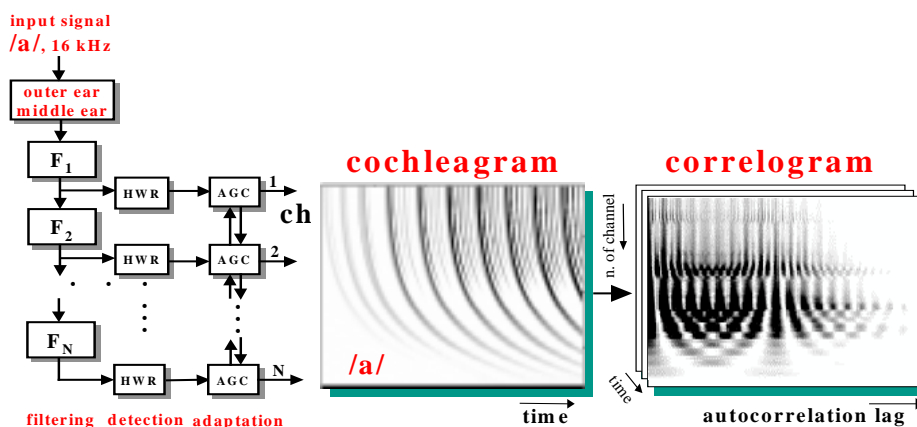 input signal
/a/, 16 kHz
outer ear
middle ear
F1
HWR
AGC
1
ch
F2
HWR
AGC
2
FN
HWR
AGC
N
filtering detection adaptation
cochleagram
/a/
time
correlogram
n. of channel
time
autocorrelation lag